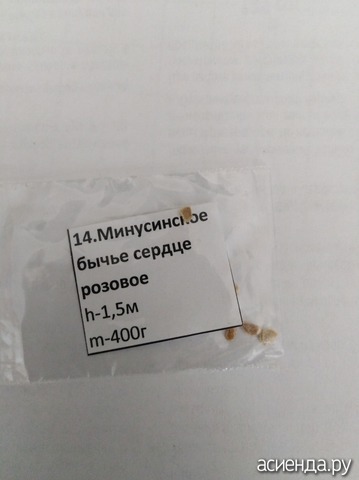 14.Минусинское
бычье сердце
розовое
h-1,5м
m-400г
асиенда.ру